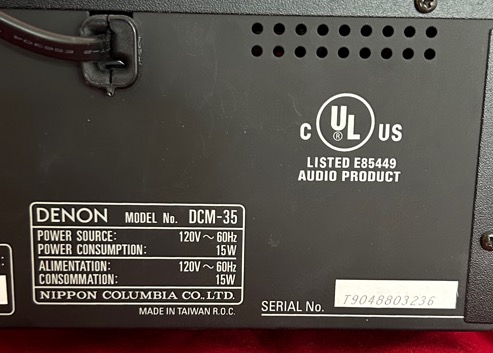 C UL ® US
LISTED E85449
AUDIO PRODUCT
DENON MODEL No. DCM-35
POWER SOURCE: 120V ~ 60Hz
POWER CONSUMPTION: 15W
ALIMENTATION: 120V ~ 60Hz
CONSOMMATION: 15W
NIPPON COLUMBIA CO., LTD.
MADE IN TAIWAN R.O.C.
SERIAL No. T9048803236